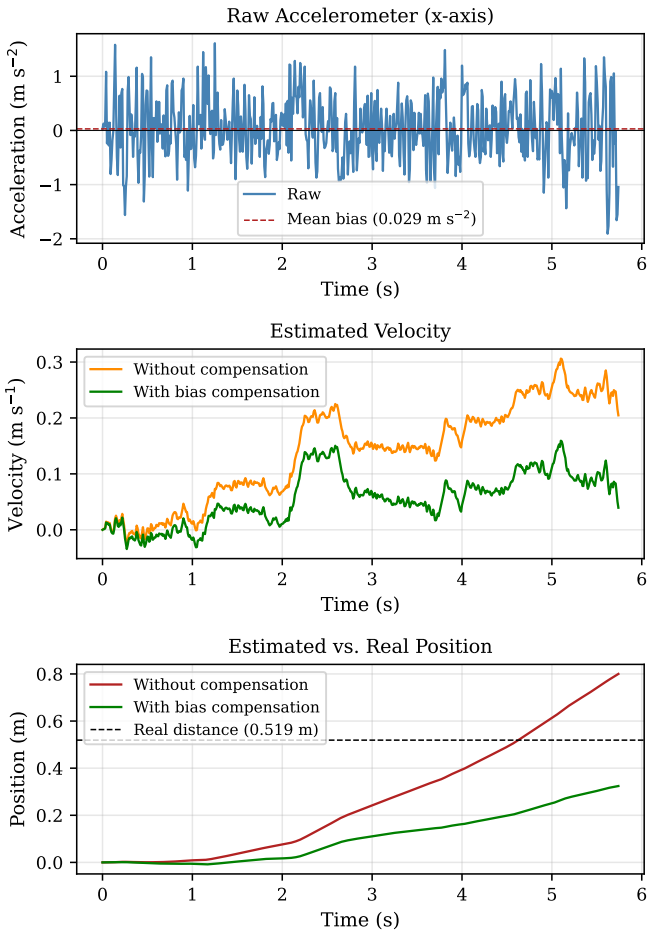 Raw Accelerometer (x-axis)
Acceleration (m s⁻²)
1
0
−1
−2
Raw
Mean bias (0.029 m s⁻²)
0 1 2 3 4 5 6
Time (s)
Estimated Velocity
Velocity (m s⁻¹)
0.3
0.2
0.1
0.0
Without compensation
With bias compensation
0 1 2 3 4 5 6
Time (s)
Estimated vs. Real Position
Position (m)
0.8
0.6
0.4
0.2
0.0
Without compensation
With bias compensation
Real distance (0.519 m)
0 1 2 3 4 5 6
Time (s)